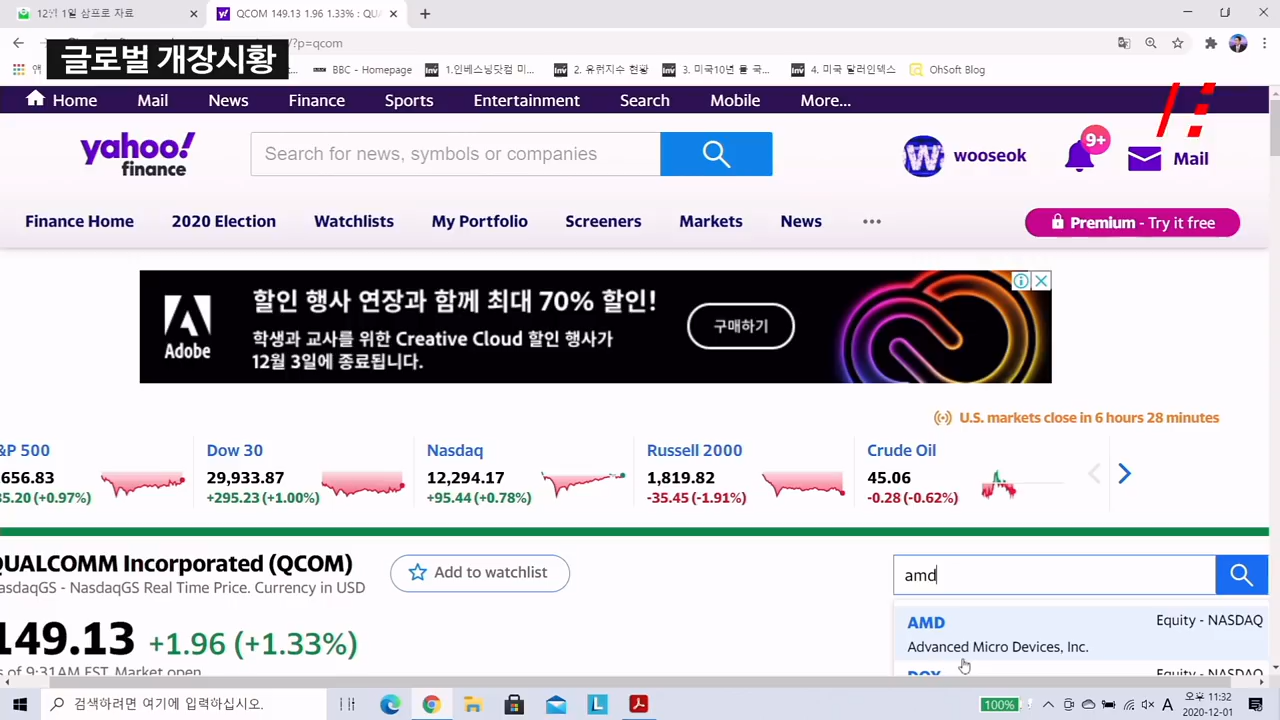 12월 1일 삼프로 자료
QCOM 149.13 1.96 1.33% : QUA
/?p=qcom
글로벌 개장시황
BBC - Homepage
1.인베스팅닷컴 미...
2. 유럽지수 현황
3. 미국10년 물 국...
4. 미국 달러인덱스
OhSoft Blog
Home Mail News Finance Sports Entertainment Search Mobile More...
yahoo!
finance
Search for news, symbols or companies
wooseok
9+
Mail
Finance Home 2020 Election Watchlists My Portfolio Screeners Markets News
Premium - Try it free
Adobe
할인 행사 연장과 함께 최대 70% 할인!
학생과 교사를 위한 Creative Cloud 할인 행사가
12월 3일에 종료됩니다.
구매하기
U.S. markets close in 6 hours 28 minutes
&P 500 Dow 30 Nasdaq Russell 2000 Crude Oil
656.83 29,933.87 12,294.17 1,819.82 45.06
35.20 (+0.97%) +295.23 (+1.00%) +95.44 (+0.78%) -35.45 (-1.91%) -0.28 (-0.62%)
QUALCOMM Incorporated (QCOM)
Add to watchlist
amd
NasdaqGS - NasdaqGS Real Time Price. Currency in USD
AMD
Equity - NASDAQ
Advanced Micro Devices, Inc.
149.13 +1.96 (+1.33%)
s of 9:31AM EST. Market open.
DOX
Equity - NASDAQ
검색하려면 여기에 입력하십시오.
100%
A
오후 11:32
2020-12-01